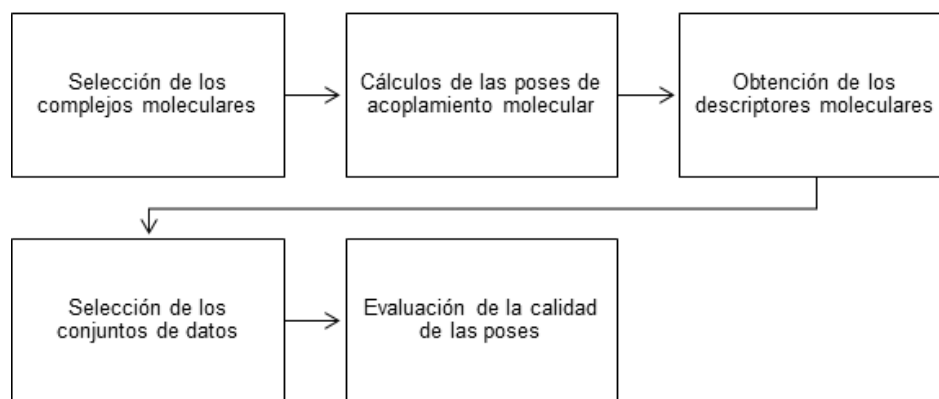 Selección de los
complejos moleculares
Cálculos de las poses de
acoplamiento molecular
Obtención de los
descriptores moleculares
Selección de los
conjuntos de datos
Evaluación de la calidad
de las poses